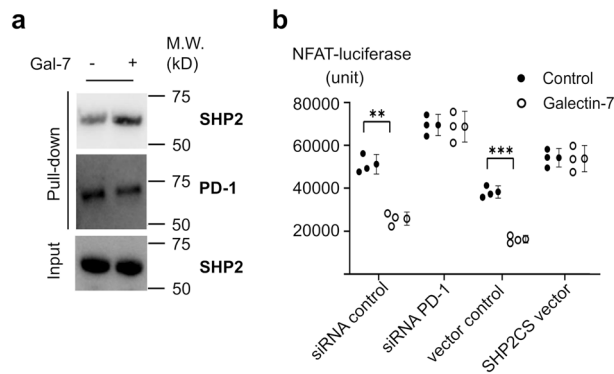 a
Gal-7 - +
M.W.
(kD)
Pull-down
75
SHP2
50
75
PD-1
50
Input
75
SHP2
50
b
NFAT-luciferase
(unit)
Control
Galectin-7
80000
60000
40000
20000
**
***
siRNA control
siRNA PD-1
vector control
SHP2CS vector